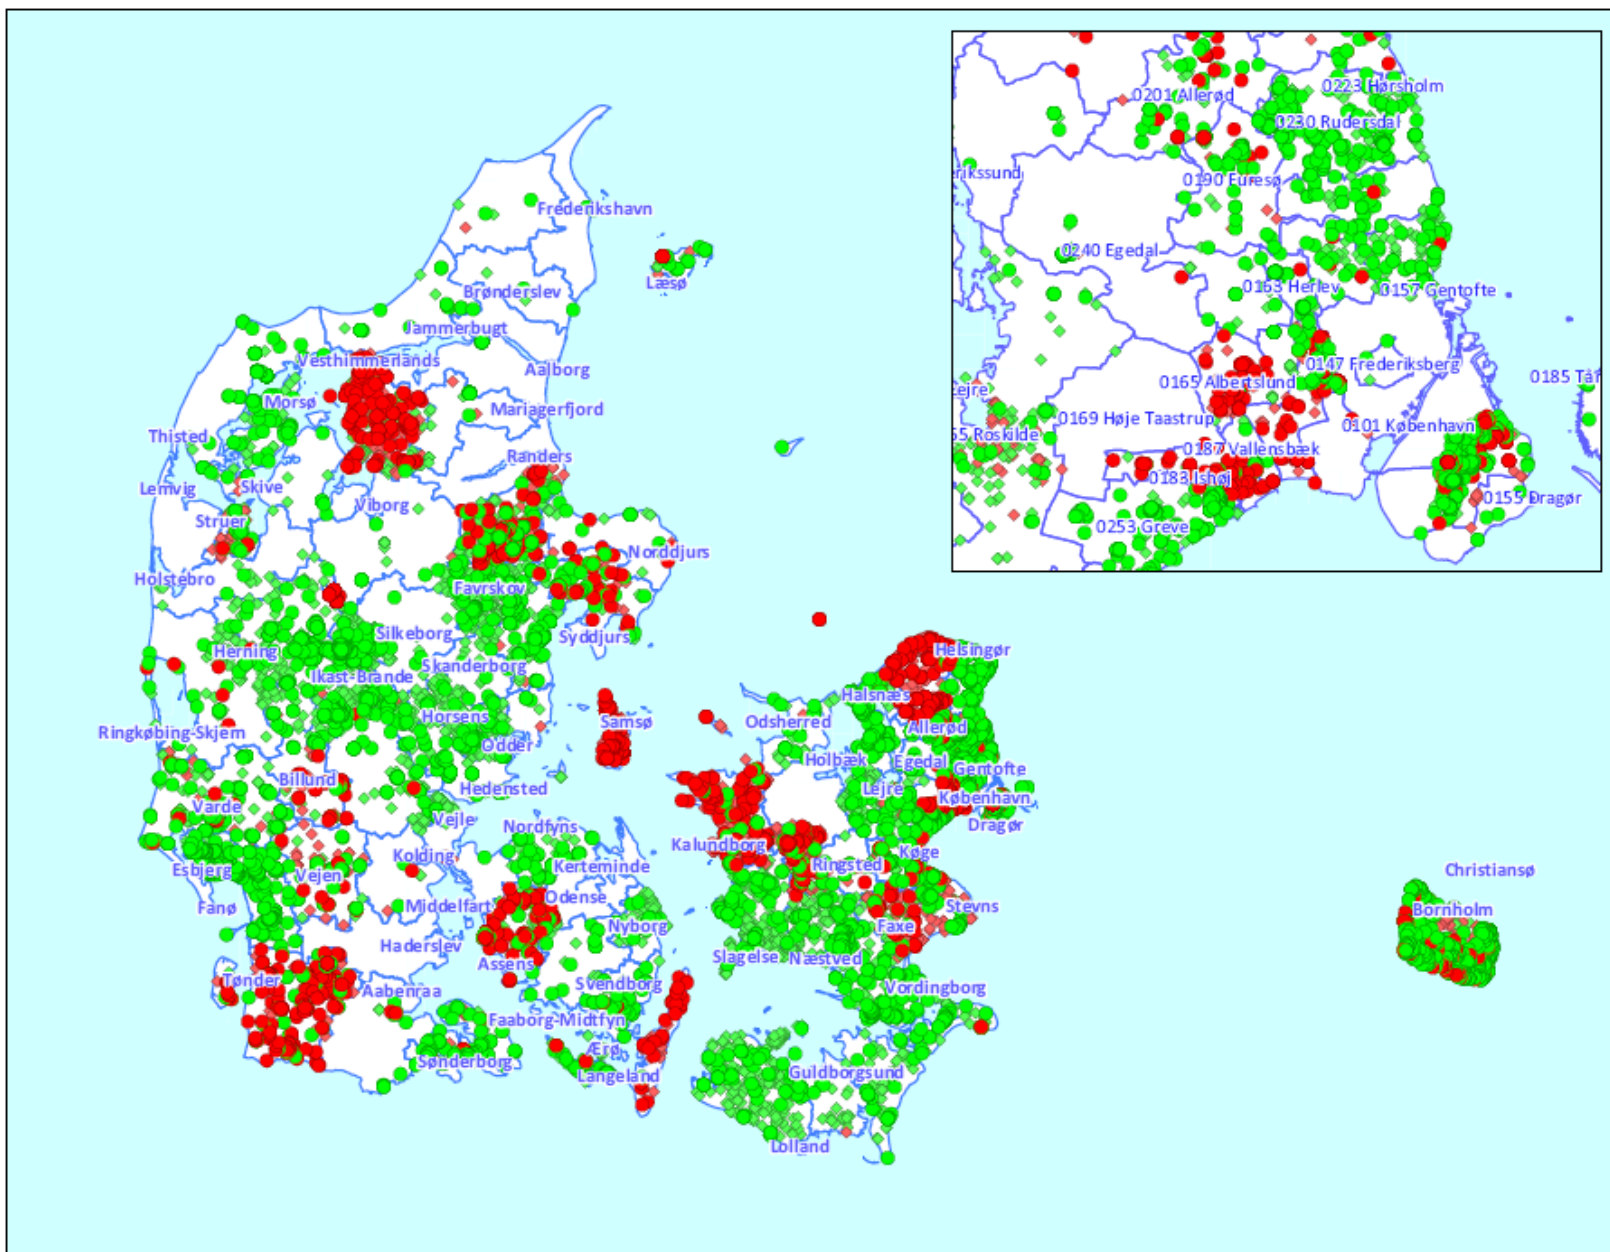 0223 Hørsholm
0201 Allerød
0230 Rudersdal
erikssund
0190 Furesø
0240 Egedal
0163 Herlev
0157 Gentofte
0147 Frederiksberg
0185 Tår
0165 Albertslund
Lejre
0169 Høje Taastrup
0101 København
65 Roskilde
0187 Vallensbæk
0183 Ishøj
0155 Dragør
0253 Greve
Frederikshavn
Læsø
Brønderslev
Jammerbugt
Vesthimmerlands
Aalborg
Morsø
Mariagerfjord
Thisted
Randers
Lemvig
Skive
Viborg
Struer
Norddjurs
Holstebro
Favrskov
Silkeborg
Syddjurs
Herning
Skanderborg
Helsingør
Ikast-Brande
Halsnæs
Horsens
Samsø
Odsherred
Allerød
Ringkøbing-Skjern
Odder
Holbæk
Egedal
Gentofte
Billund
Hedensted
Lejre
København
Varde
Vejle
Nordfyns
Dragør
Kalundborg
Køge
Kolding
Kerteminde
Ringsted
Esbjerg
Vejen
Christiansø
Fanø
Middelfart
Odense
Stevns
Bornholm
Nyborg
Faxe
Haderslev
Assens
Slagelse
Næstved
Tønder
Aabenraa
Svendborg
Vordingborg
Faaborg-Midtfyn
Ærø
Sønderborg
Langeland
Guldborgsund
Lolland